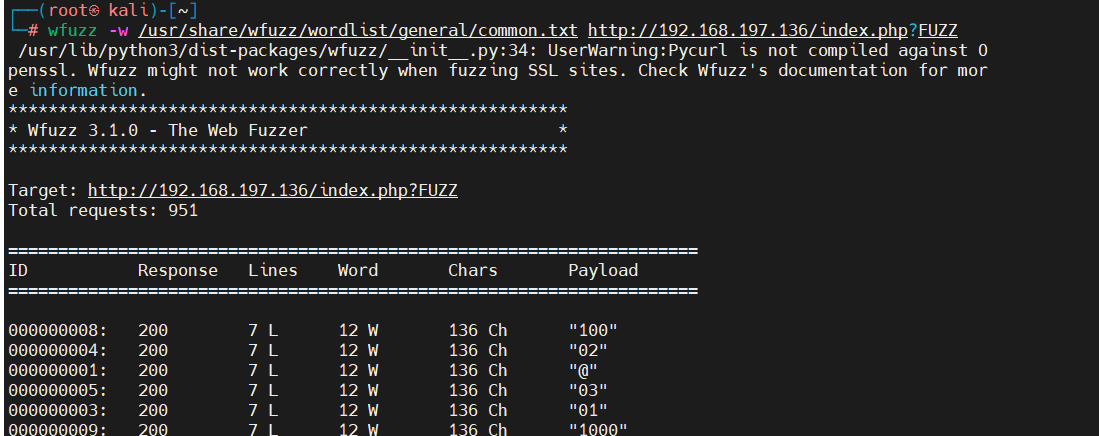 ┌──(root㉿ kali)-[~]
└─# wfuzz -w /usr/share/wfuzz/wordlist/general/common.txt http://192.168.197.136/index.php?FUZZ
/usr/lib/python3/dist-packages/wfuzz/__init__.py:34: UserWarning:Pycurl is not compiled against O
penssl. Wfuzz might not work correctly when fuzzing SSL sites. Check Wfuzz's documentation for mor
e information.
********************************************************
* Wfuzz 3.1.0 - The Web Fuzzer                         *
********************************************************
Target: http://192.168.197.136/index.php?FUZZ
Total requests: 951
=====================================================================
ID           Response   Lines    Word       Chars       Payload
=====================================================================
000000008:   200        7 L      12 W       136 Ch      "100"
000000004:   200        7 L      12 W       136 Ch      "02"
000000001:   200        7 L      12 W       136 Ch      "@"
000000005:   200        7 L      12 W       136 Ch      "03"
000000003:   200        7 L      12 W       136 Ch      "01"
000000009:   200        7 L      12 W       136 Ch      "1000"